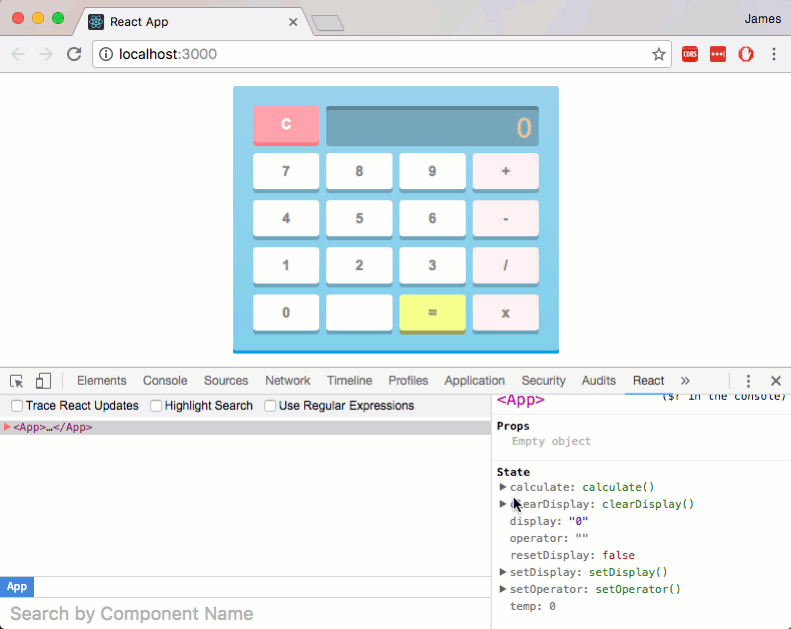 React App
James
localhost:3000
CORS
C
0
7 8 9 +
4 5 6 -
1 2 3 /
0 = x
Elements Console Sources Network Timeline Profiles Application Security Audits React »
Trace React Updates Highlight Search Use Regular Expressions
<App>…</App>
App
Search by Component Name
<App> ($r in the console)
Props
Empty object
State
calculate: calculate()
clearDisplay: clearDisplay()
display: "0"
operator: ""
resetDisplay: false
setDisplay: setDisplay()
setOperator: setOperator()
temp: 0